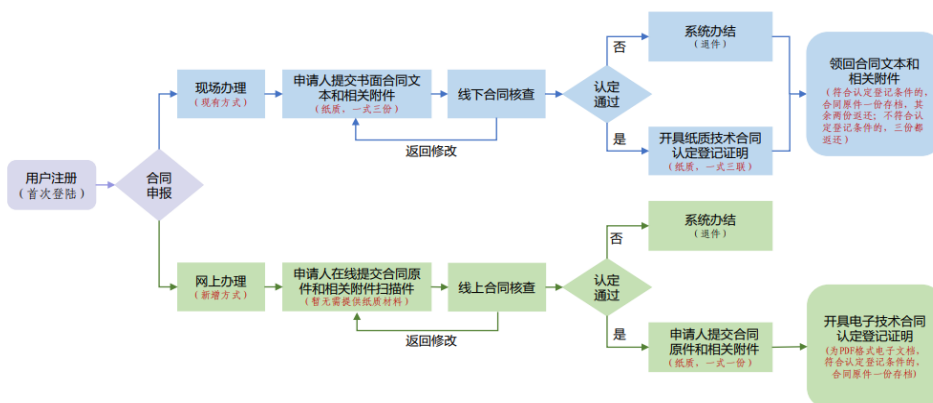 用户注册
（首次登陆）
合同
申报
现场办理
（现有方式）
申请人提交书面合同文
本和相关附件
（纸质，一式三份）
线下合同核查
返回修改
认定
通过
否
系统办结
（退件）
是
开具纸质技术合同
认定登记证明
（纸质，一式三联）
领回合同文本和
相关附件
（符合认定登记条件的，
合同原件一份存档，其
余两份返还；不符合认
定登记条件的，三份都
返还）
网上办理
（新增方式）
申请人在线提交合同原
件和相关附件扫描件
（暂无需提供纸质材料）
线上合同核查
返回修改
认定
通过
否
系统办结
（退件）
是
申请人提交合同
原件和相关附件
（纸质，一式一份）
开具电子技术合同
认定登记证明
(为PDF格式电子文档，
符合认定登记条件的，
合同原件一份存档)